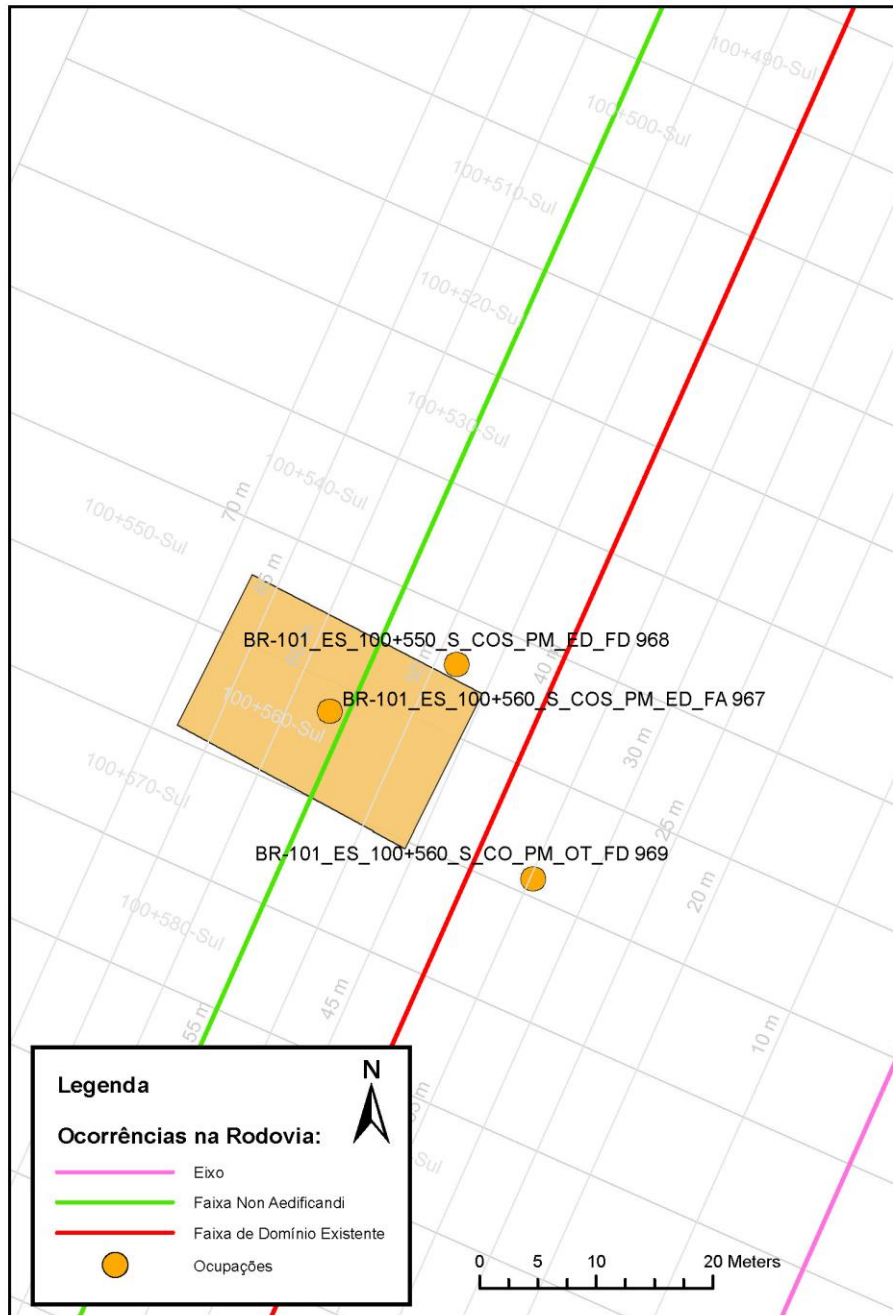 100+490-Sul
100+500-Sul
100+510-Sul
100+520-Sul
100+530-Sul
100+540-Sul
70 m
100+550-Sul
65 m
BR-101_ES_100+550_S_COS_PM_ED_FD 968
40 m
BR-101_ES_100+560_S_COS_PM_ED_FA 967
100+560-Sul
30 m
100+570-Sul
25 m
BR-101_ES_100+560_S_CO_PM_OT_FD 969
20 m
100+580-Sul
45 m
55 m
10 m
Legenda
N
Ocorrências na Rodovia:
Eixo
Faixa Non Aedificandi
Faixa de Domínio Existente
Ocupações
0 5 10 20 Meters